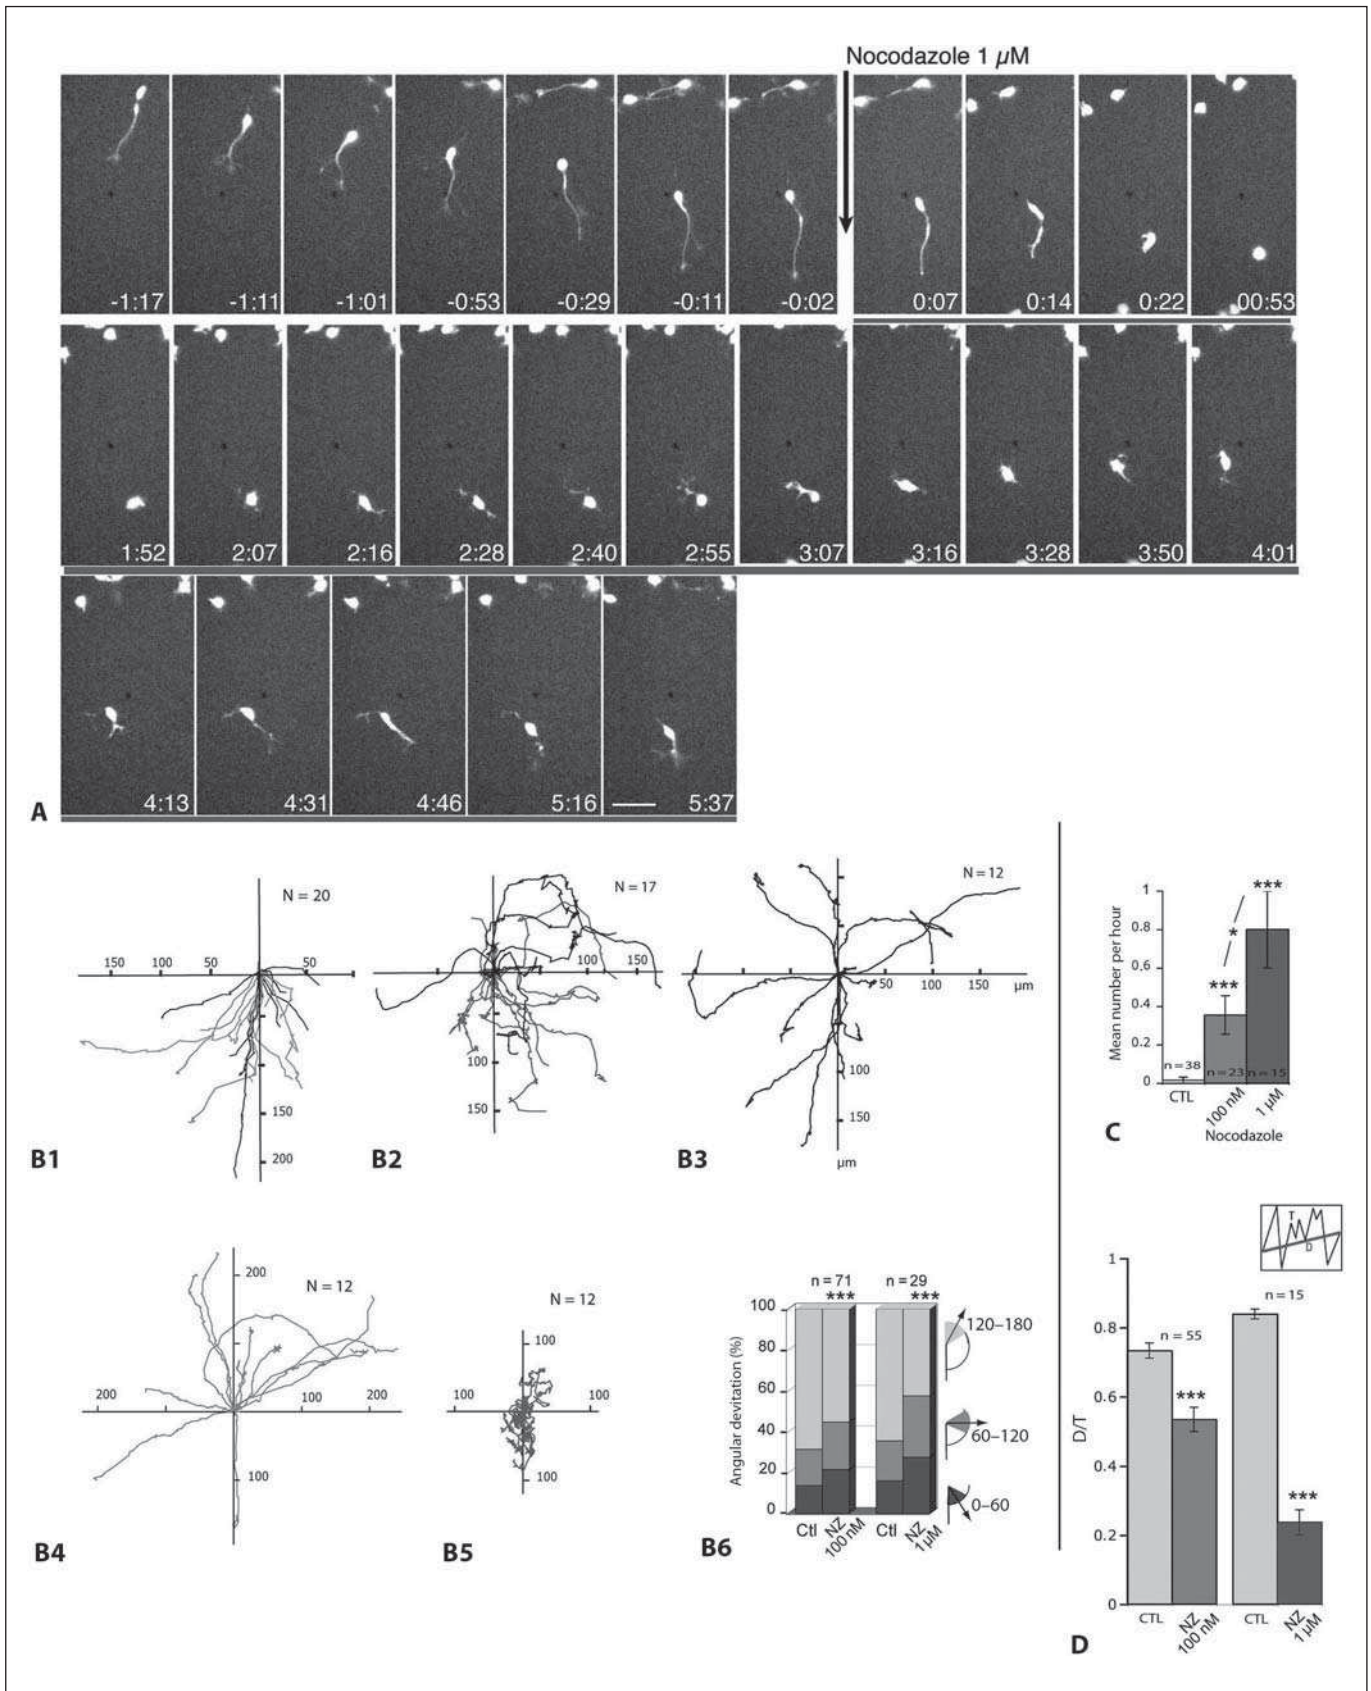 Nocodazole 1 µM
-1:17 -1:11 -1:01 -0:53 -0:29 -0:11 -0:02 0:07 0:14 0:22 00:53
1:52 2:07 2:16 2:28 2:40 2:55 3:07 3:16 3:28 3:50 4:01
4:13 4:31 4:46 5:16 5:37
A
N = 20
150 100 50 50
150
200
B1
N = 17
100 150
100
150
B2
N = 12
50 100 150 µm
100
150
µm
B3
Mean number per hour
1
0.8
0.6
0.4
0.2
0
***
*
***
n = 38
n = 23
n = 15
CTL
100 nM
1 µM
Nocodazole
C
N = 12
200
200 100 200
100
B4
N = 12
100
100 100
100
B5
n = 71
***
n = 29
***
Angular devitation (%)
100
80
60
40
20
0
Ctl
NZ
100 nM
Ctl
NZ
1 µM
120–180
60–120
0–60
B6
T
D
D/T
1
0.8
0.6
0.4
0.2
0
n = 55
***
n = 15
***
CTL
NZ
100 nM
CTL
NZ
1 µM
D